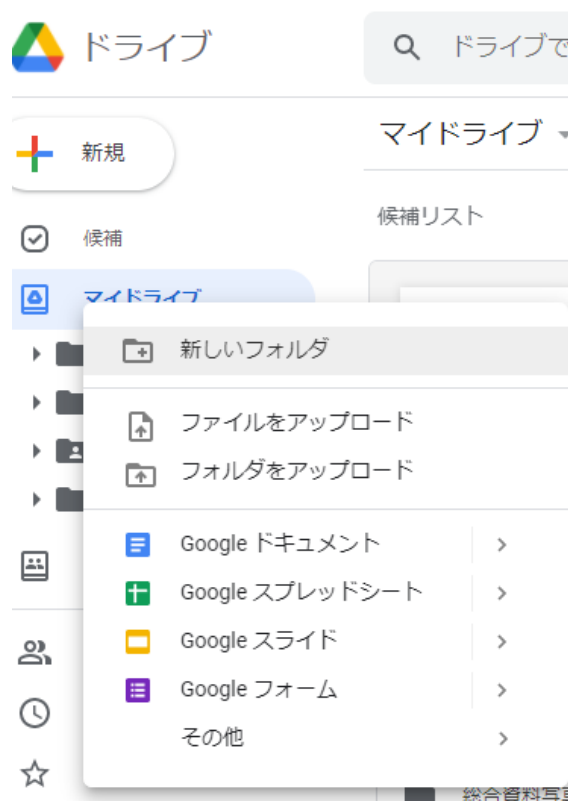 ドライブ
ドライブで
新規
マイドライブ
候補リスト
候補
マイドライブ
新しいフォルダ
ファイルをアップロード
フォルダをアップロード
Google ドキュメント
Google スプレッドシート
Google スライド
Google フォーム
その他
総合資料写真